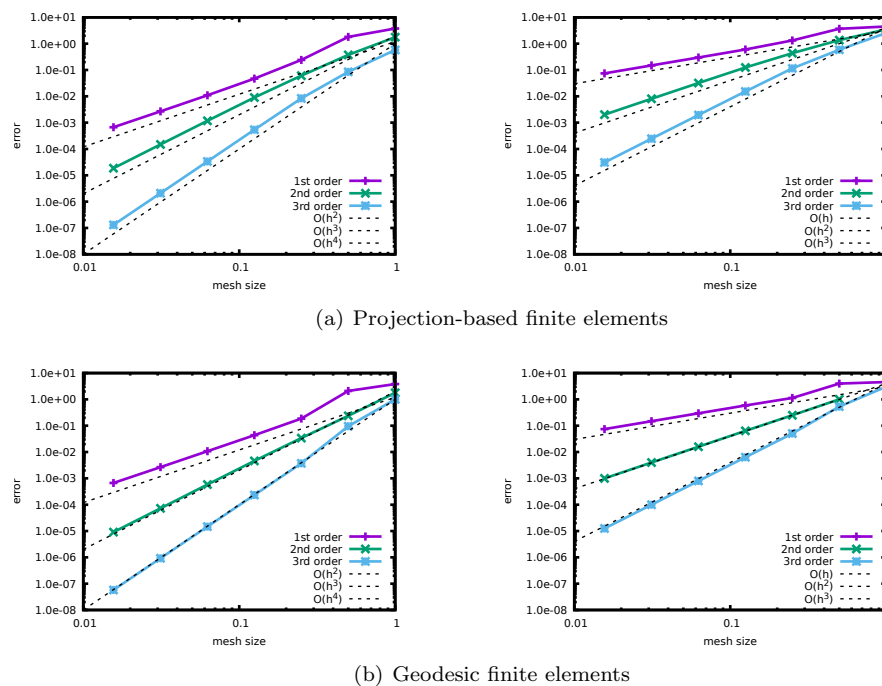 1.0e+01
1.0e+00
1.0e-01
1.0e-02
1.0e-03
1.0e-04
1.0e-05
1.0e-06
1.0e-07
1.0e-08
error
1st order
2nd order
3rd order
O(h²)
O(h³)
O(h⁴)
0.01 0.1 1
mesh size
1.0e+01
1.0e+00
1.0e-01
1.0e-02
1.0e-03
1.0e-04
1.0e-05
1.0e-06
1.0e-07
1.0e-08
error
1st order
2nd order
3rd order
O(h)
O(h²)
O(h³)
0.01 0.1
mesh size
(a) Projection-based finite elements
1.0e+01
1.0e+00
1.0e-01
1.0e-02
1.0e-03
1.0e-04
1.0e-05
1.0e-06
1.0e-07
1.0e-08
error
1st order
2nd order
3rd order
O(h²)
O(h³)
O(h⁴)
0.01 0.1 1
mesh size
1.0e+01
1.0e+00
1.0e-01
1.0e-02
1.0e-03
1.0e-04
1.0e-05
1.0e-06
1.0e-07
1.0e-08
error
1st order
2nd order
3rd order
O(h)
O(h²)
O(h³)
0.01 0.1
mesh size
(b) Geodesic finite elements